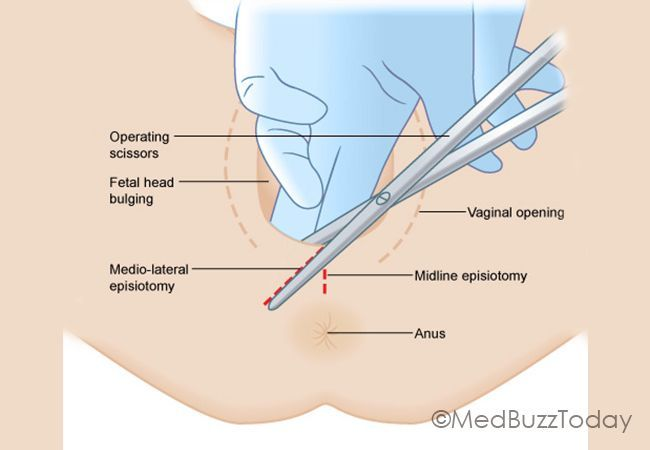 Operating
scissors
Fetal head
bulging
Vaginal opening
Medio-lateral
episiotomy
Midline episiotomy
Anus
©MedBuzzToday